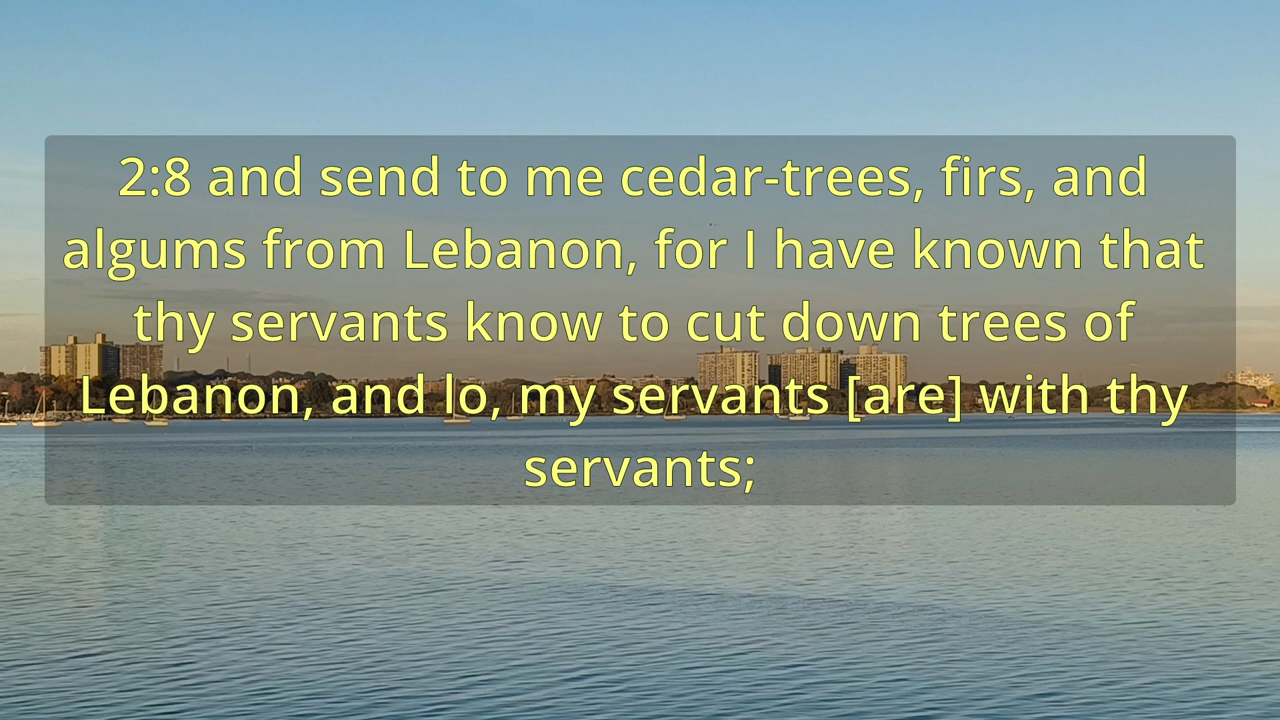 2:8 and send to me cedar-trees, firs, and
algums from Lebanon, for I have known that
thy servants know to cut down trees of
Lebanon, and lo, my servants [are] with thy
servants;